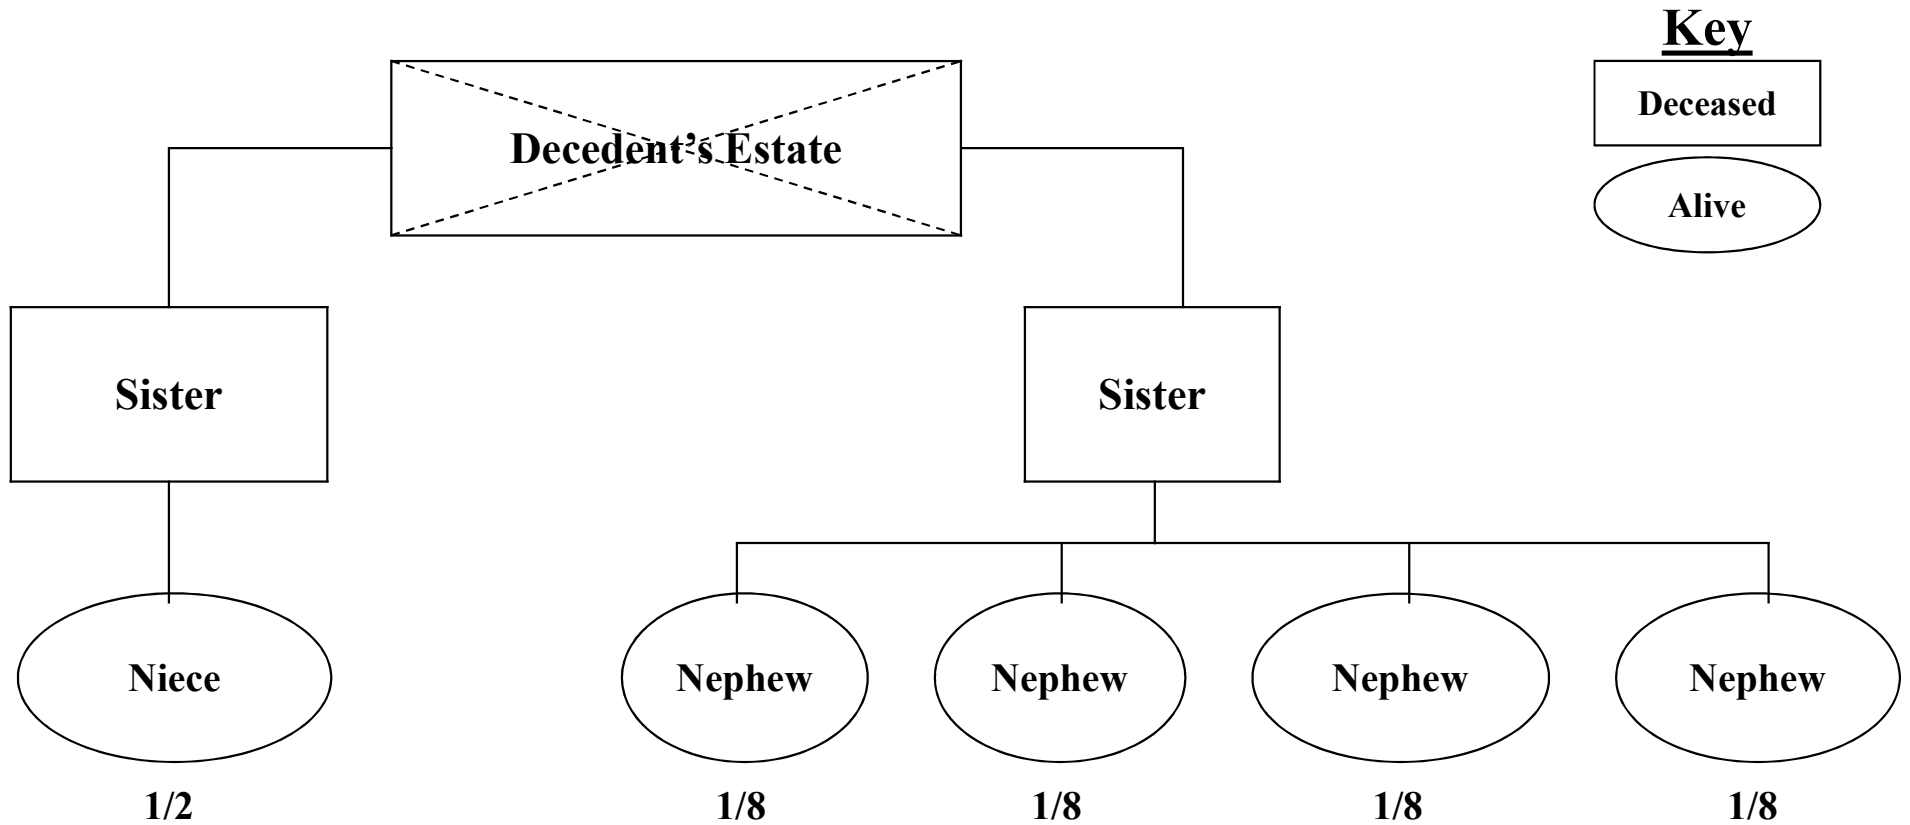 Key
Deceased
Decedent’s Estate
Alive
Sister
Sister
Niece
Nephew
Nephew
Nephew
Nephew
1/2
1/8
1/8
1/8
1/8